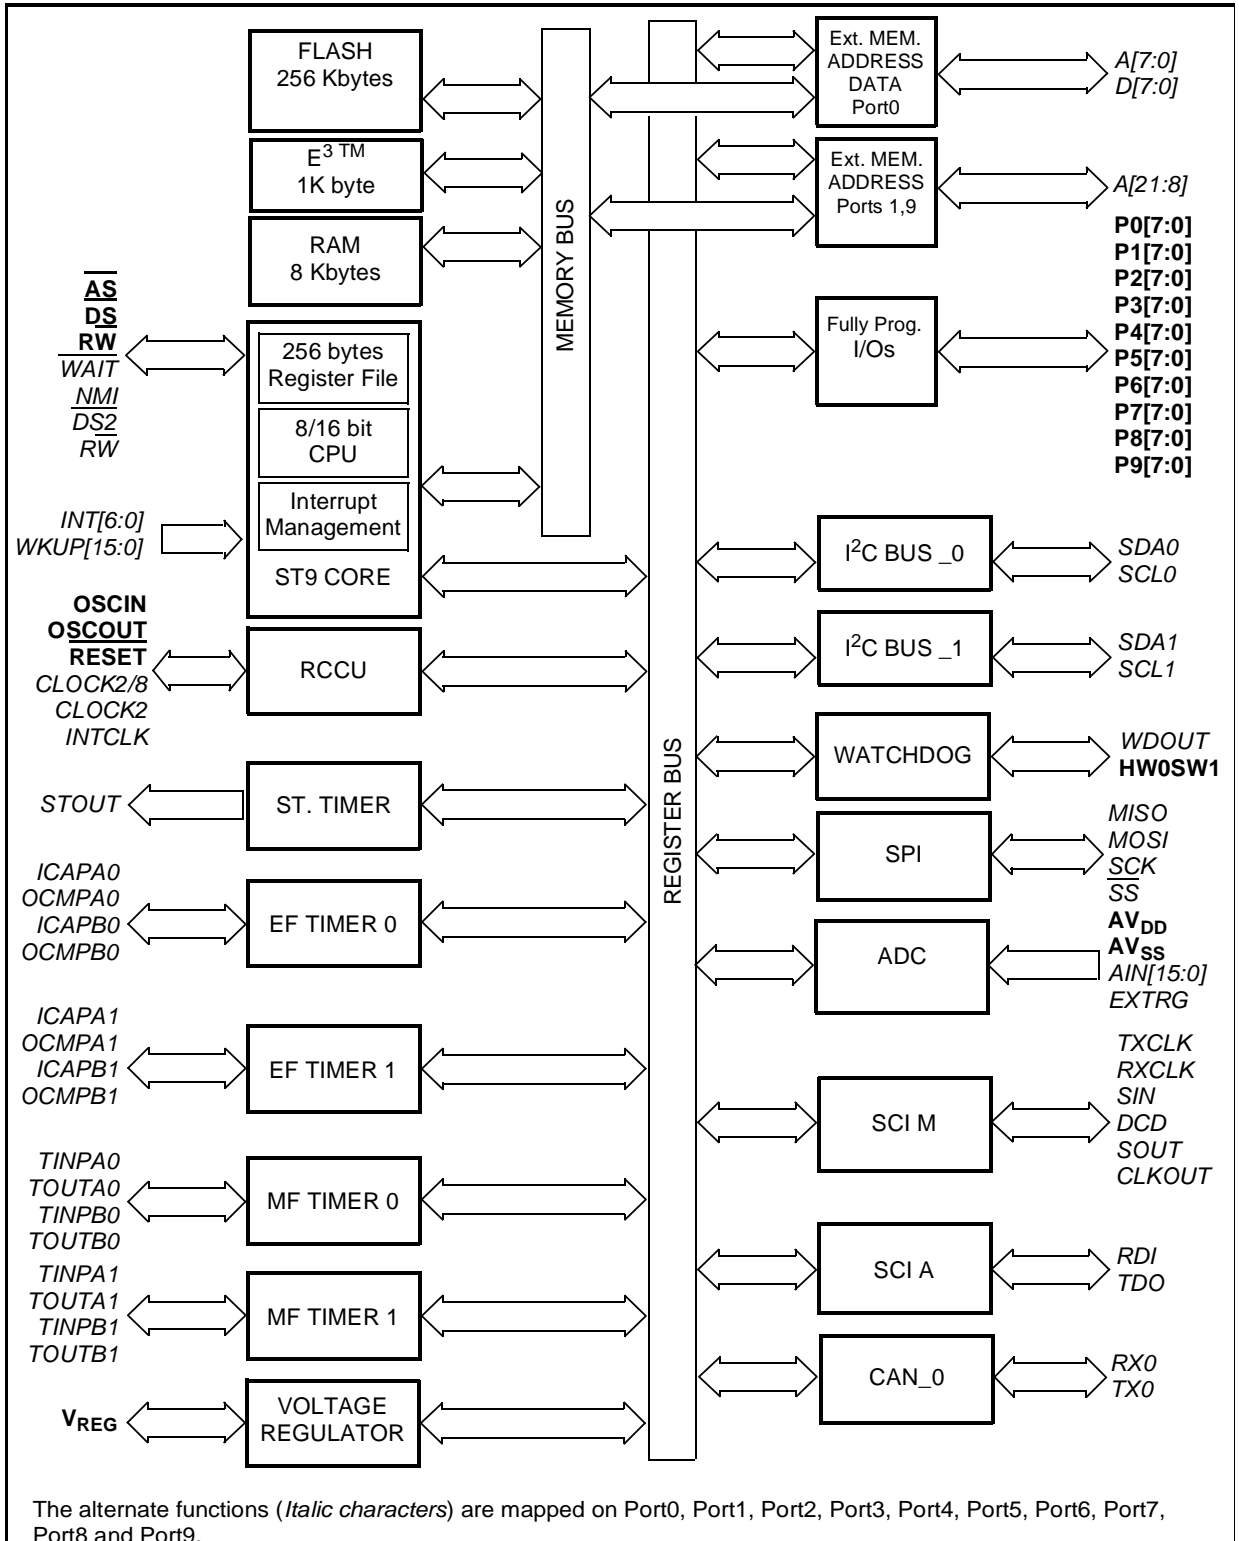 FLASH
256 Kbytes
E3 TM
1K byte
RAM
8 Kbytes
AS
DS
RW
WAIT
NMI
DS2
RW
256 bytes
Register File
8/16 bit
CPU
Interrupt
Management
ST9 CORE
INT[6:0]
WKUP[15:0]
OSCIN
OSCOUT
RESET
CLOCK2/8
CLOCK2
INTCLK
RCCU
STOUT
ST. TIMER
ICAPA0
OCMPA0
ICAPB0
OCMPB0
EF TIMER 0
ICAPA1
OCMPA1
ICAPB1
OCMPB1
EF TIMER 1
TINPA0
TOUTA0
TINPB0
TOUTB0
MF TIMER 0
TINPA1
TOUTA1
TINPB1
TOUTB1
MF TIMER 1
VREG
VOLTAGE
REGULATOR
MEMORY BUS
REGISTER BUS
Ext. MEM.
ADDRESS
DATA
Port0
A[7:0]
D[7:0]
Ext. MEM.
ADDRESS
Ports 1,9
A[21:8]
Fully Prog.
I/Os
P0[7:0]
P1[7:0]
P2[7:0]
P3[7:0]
P4[7:0]
P5[7:0]
P6[7:0]
P7[7:0]
P8[7:0]
P9[7:0]
I2C BUS _0
SDA0
SCL0
I2C BUS _1
SDA1
SCL1
WATCHDOG
WDOUT
HW0SW1
SPI
MISO
MOSI
SCK
SS
ADC
AVDD
AVSS
AIN[15:0]
EXTRG
SCI M
TXCLK
RXCLK
SIN
DCD
SOUT
CLKOUT
SCI A
RDI
TDO
CAN_0
RX0
TX0
The alternate functions (Italic characters) are mapped on Port0, Port1, Port2, Port3, Port4, Port5, Port6, Port7,
Port8 and Port9.